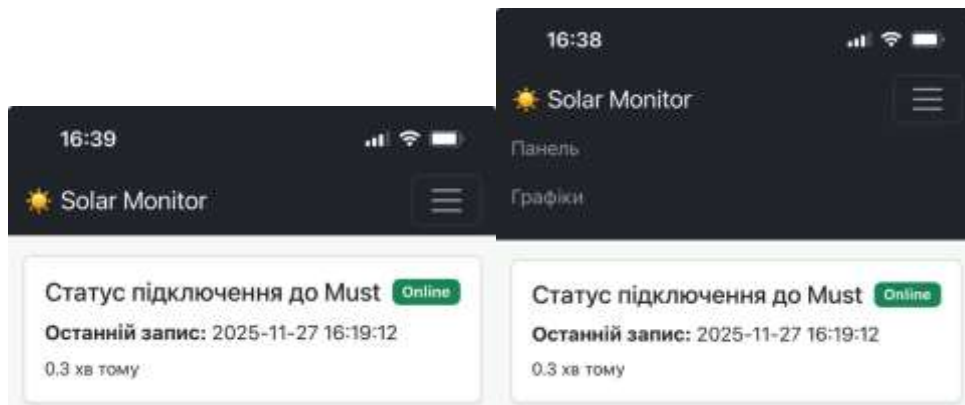 16:39
Solar Monitor
Статус підключення до Must Online
Останній запис: 2025-11-27 16:19:12
0.3 хв тому
16:38
Solar Monitor
Панель
Графіки
Статус підключення до Must Online
Останній запис: 2025-11-27 16:19:12
0.3 хв тому